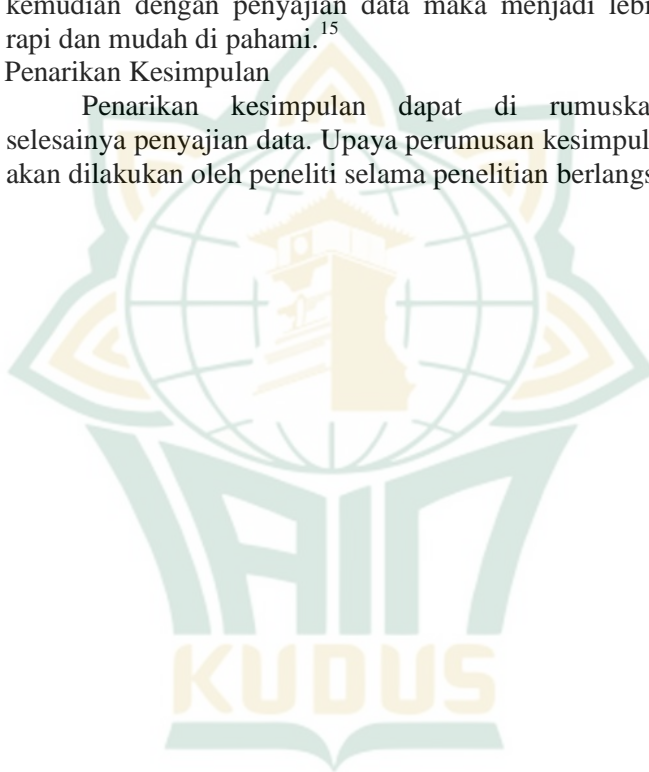 kemudian dengan penyajian data maka menjadi lebi
rapi dan mudah di pahami.15
Penarikan Kesimpulan
Penarikan kesimpulan dapat di rumuska
selesainya penyajian data. Upaya perumusan kesimpul
akan dilakukan oleh peneliti selama penelitian berlangs
IAIN
KUDUS